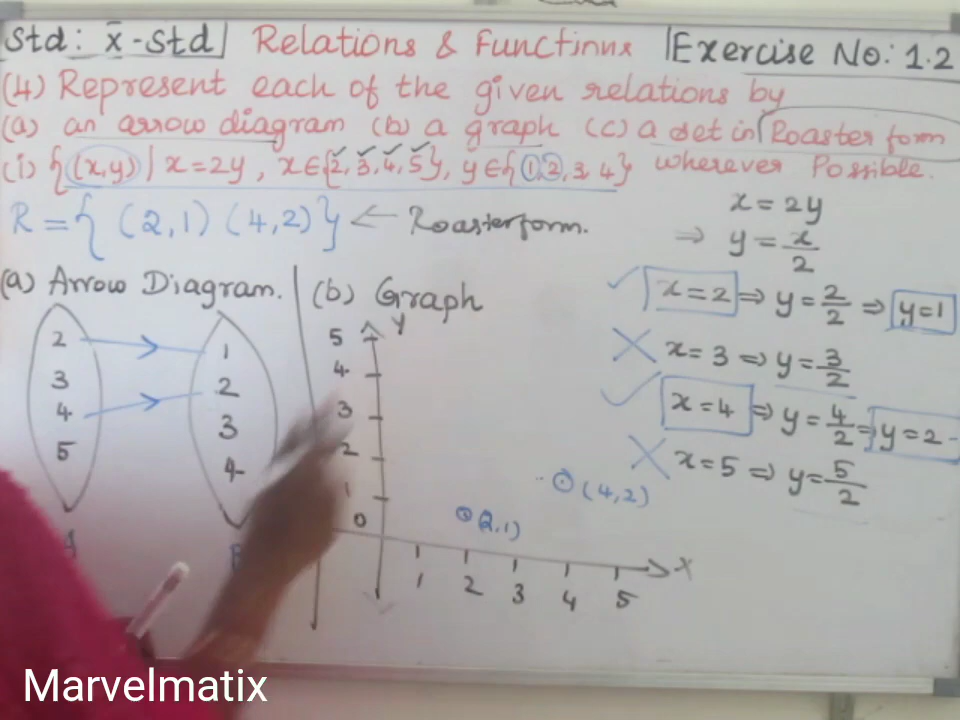 Std: x̄-Std Relations & Functions Exercise No: 1.2
(4) Represent each of the given relations by
(a) an arrow diagram (b) a graph (c) a set in Roaster form
(i) {(x,y) | x=2y, x∈{2,3,4,5}, y∈{1,2,3,4} wherever Possible.
R = { (2,1) (4,2)} ← Roasterform.
x = 2y
⇒ y = x/2
x=2 ⇒ y = 2/2 ⇒ y=1
x=3 ⇒ y = 3/2
x=4 ⇒ y = 4/2 ⇒ y=2
x=5 ⇒ y = 5/2
(a) Arrow Diagram.
2
3
4
5
1
2
3
4
A
(b) Graph
Y
5
4
3
2
1
0
(4,2)
(2,1)
1 2 3 4 5
X
Marvelmatix